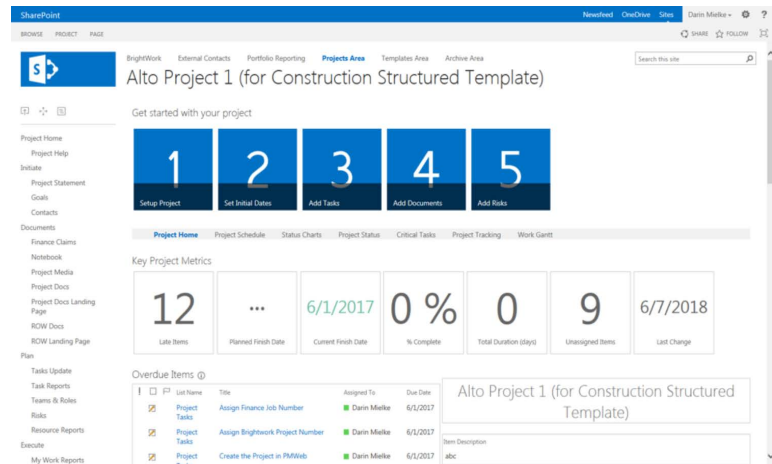 SharePoint
Newsfeed OneDrive Sites Darin Mielke ?
BROWSE PROJECT PAGE
SHARE FOLLOW
S
BrightWork External Contacts Portfolio Reporting Projects Area Templates Area Archive Area
Search this site
Alto Project 1 (for Construction Structured Template)
Get started with your project
1 2 3 4 5
Setup Project Set Initial Dates Add Tasks Add Documents Add Risks
Project Home
Project Help
Initiate
Project Statement
Goals
Contacts
Documents
Finance Claims
Notebook
Project Media
Project Docs
Project Docs Landing
Page
ROW Docs
ROW Landing Page
Plan
Tasks Update
Task Reports
Teams & Roles
Risks
Resource Reports
Execute
My Work Reports
Project Home Project Schedule Status Charts Project Status Critical Tasks Project Tracking Work Gantt
Key Project Metrics
12 ... 6/1/2017 0 % 0 9 6/7/2018
Late Items Planned Finish Date Current Finish Date % Complete Total Duration (days) Unassigned Items Last Change
Overdue Items
! List Name Title Assigned To Due Date
Project Tasks Assign Finance Job Number Darin Mielke 6/1/2017
Project Tasks Assign Brightwork Project Number Darin Mielke 6/1/2017
Project Create the Project in PMWeb Darin Mielke 6/1/2017
Alto Project 1 (for Construction Structured
Template)
Item Description
abc